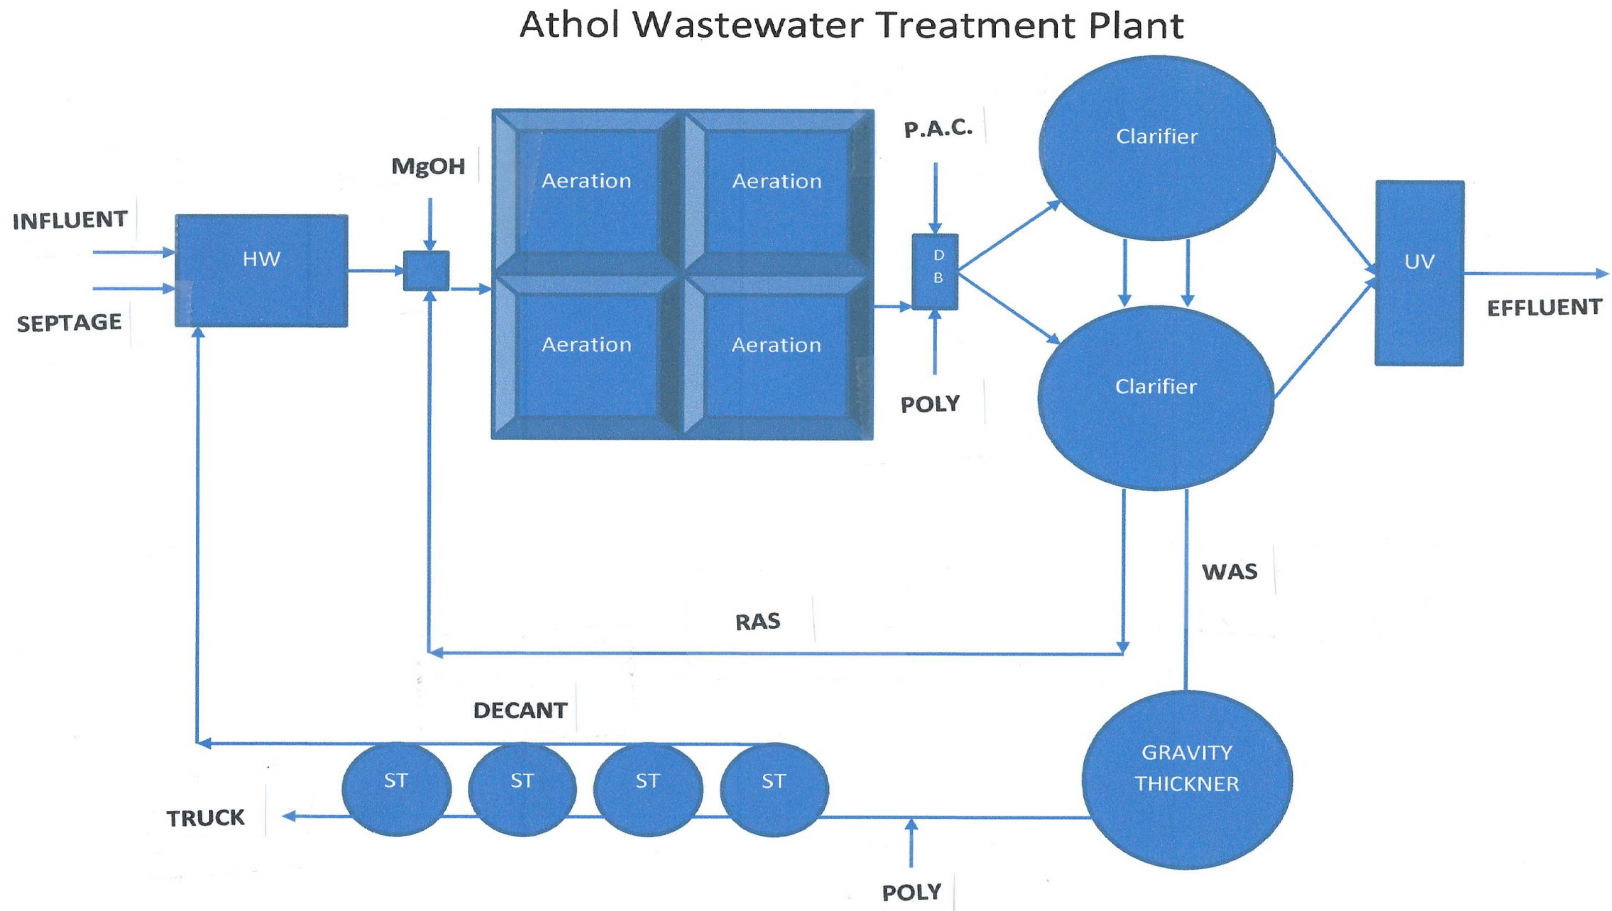 Athol Wastewater Treatment Plant
INFLUENT
SEPTAGE
HW
MgOH
Aeration
Aeration
Aeration
Aeration
P.A.C.
D
B
POLY
Clarifier
Clarifier
UV
EFFLUENT
WAS
RAS
DECANT
ST
ST
ST
ST
TRUCK
POLY
GRAVITY
THICKNER